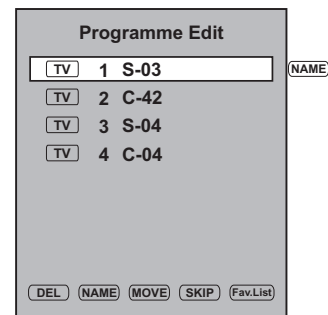 Programme Edit
TV 1 S-03 NAME
TV 2 C-42
TV 3 S-04
TV 4 C-04
DEL NAME MOVE SKIP Fav.List